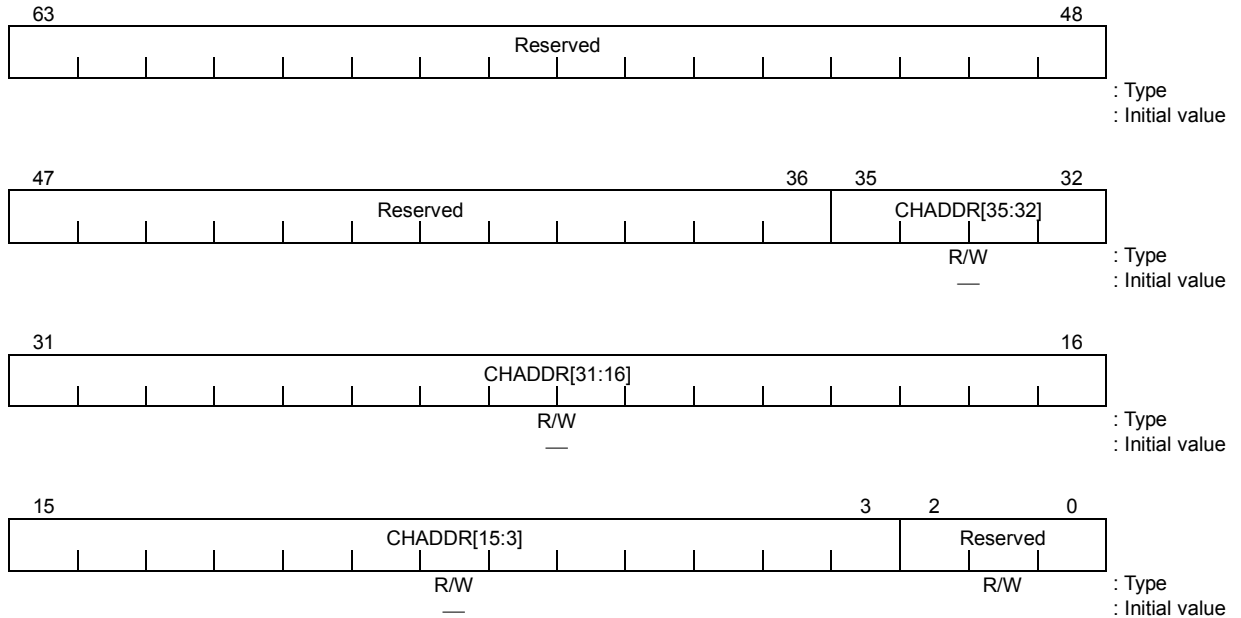 63 48
Reserved
: Type
: Initial value
47 36 35 32
Reserved CHADDR[35:32]
R/W : Type
— : Initial value
31 16
CHADDR[31:16]
R/W : Type
— : Initial value
15 3 2 0
CHADDR[15:3] Reserved
R/W R/W : Type
— : Initial value